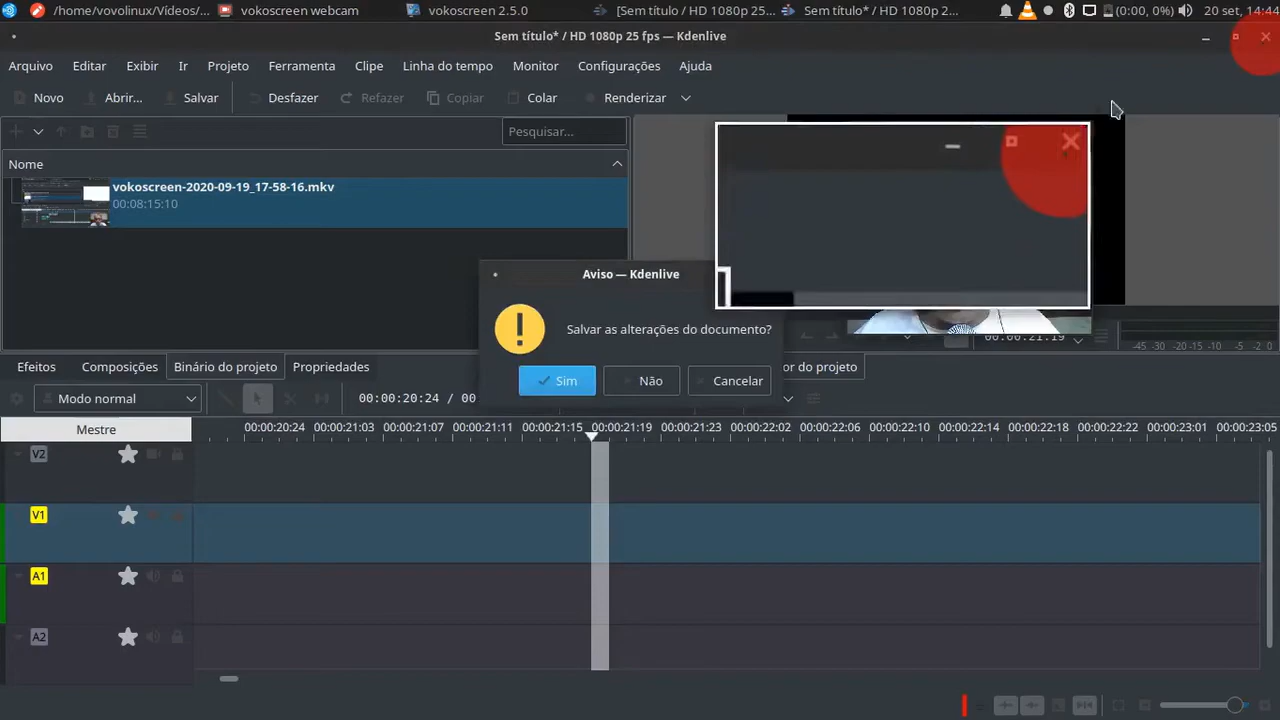 /home/vovolinux/Vídeos/... vokoscreen webcam vokoscreen 2.5.0 [Sem título / HD 1080p 25... Sem título* / HD 1080p 2... (0:00, 0%) 20 set, 14:44
Sem título* / HD 1080p 25 fps — Kdenlive
Arquivo Editar Exibir Ir Projeto Ferramenta Clipe Linha do tempo Monitor Configurações Ajuda
Novo Abrir... Salvar Desfazer Refazer Copiar Colar Renderizar
Pesquisar...
Nome
vokoscreen-2020-09-19_17-58-16.mkv
00:08:15:10
Aviso — Kdenlive
Salvar as alterações do documento?
Sim Não Cancelar
00:00:21:19
-45 -30 -20 -15 -10 -5 -2 0
Efeitos Composições Binário do projeto Propriedades or do projeto
Modo normal 00:00:20:24 / 00
Mestre
00:00:20:24 00:00:21:03 00:00:21:07 00:00:21:11 00:00:21:15 00:00:21:19 00:00:21:23 00:00:22:02 00:00:22:06 00:00:22:10 00:00:22:14 00:00:22:18 00:00:22:22 00:00:23:01 00:00:23:05
V2
V1
A1
A2